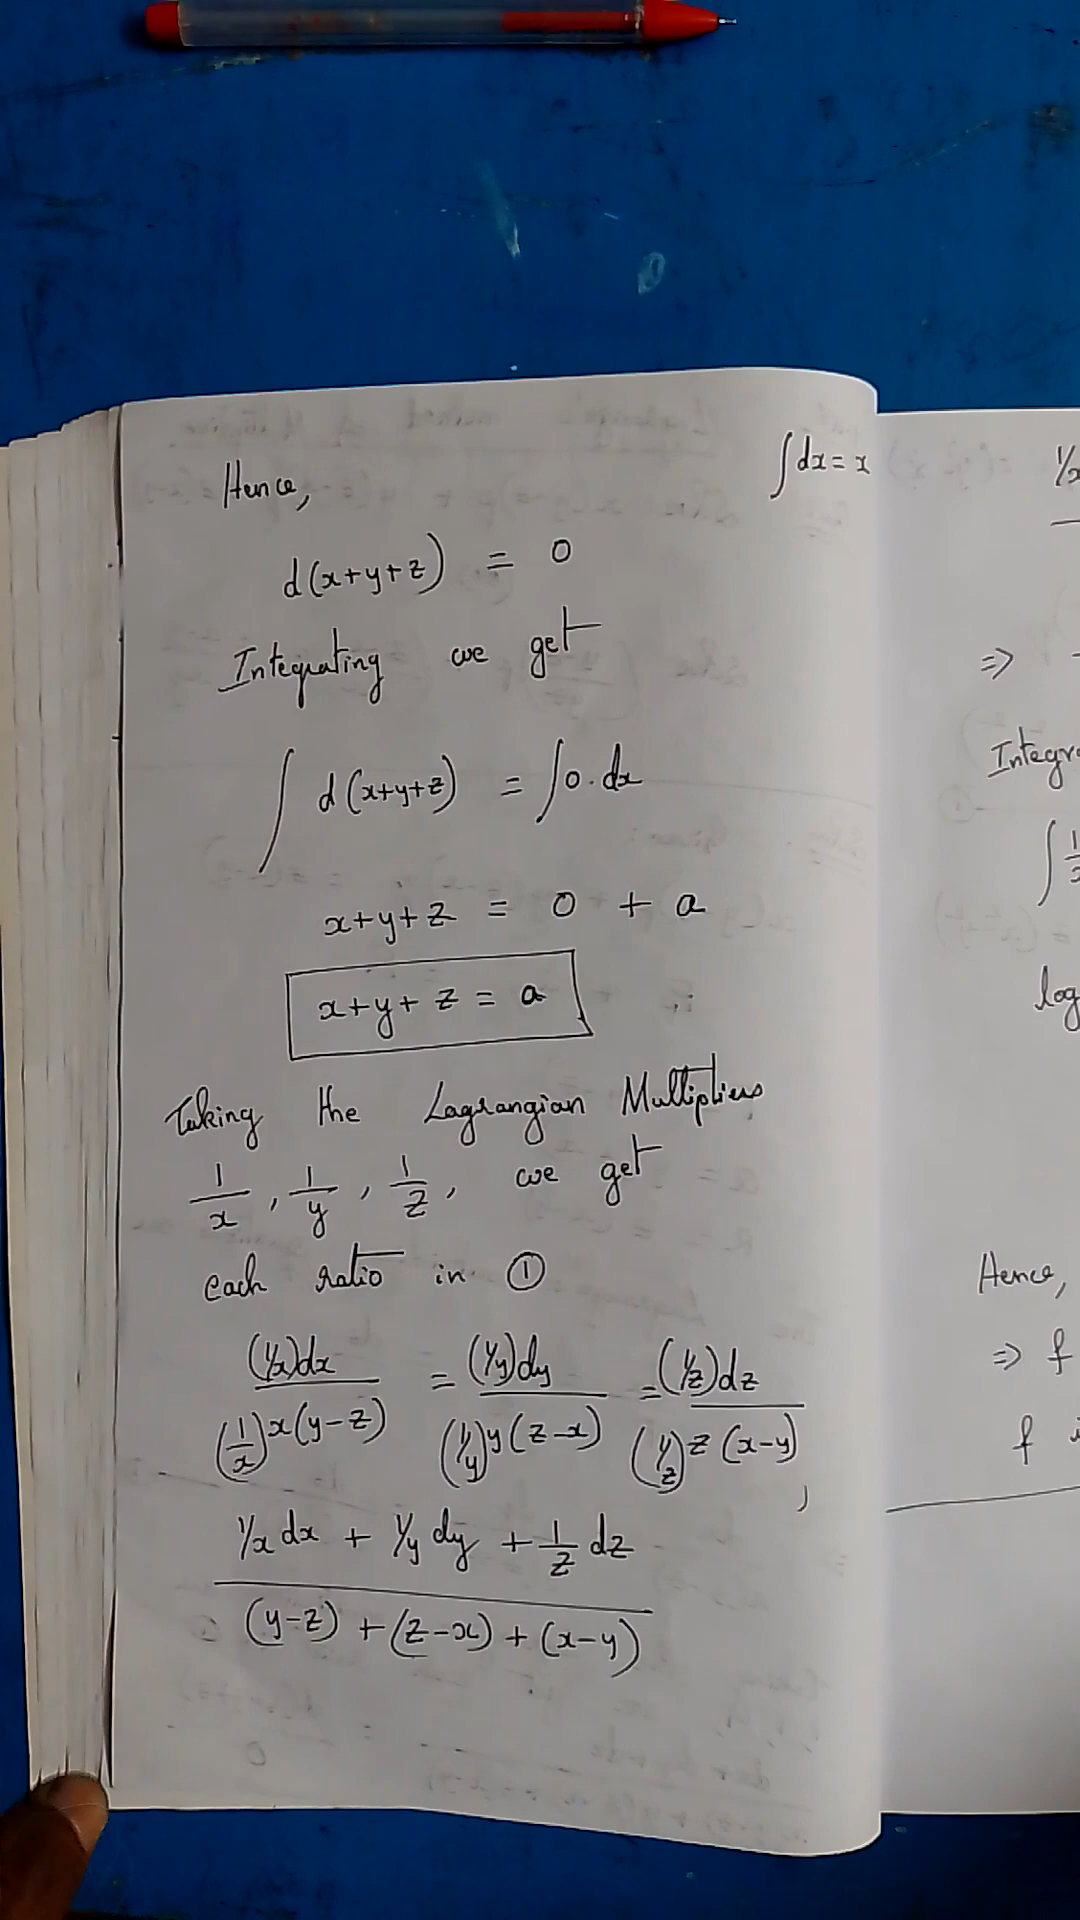 Hence,
∫dx = x
d(x+y+z) = 0
Integrating we get
∫ d(x+y+z) = ∫0.dx
x+y+z = 0 + a
x+y+z = a
Taking the Lagrangian Multipliers
1/x, 1/y, 1/z, we get
each ratio in ①
(1/x)dx / (1/x)x(y-z) = (1/y)dy / (1/y)y(z-x) = (1/z)dz / (1/z)z(x-y),
1/x dx + 1/y dy + 1/z dz / (y-z) + (z-x) + (x-y)
⇒
∫
log
Hence,
⇒ f
f